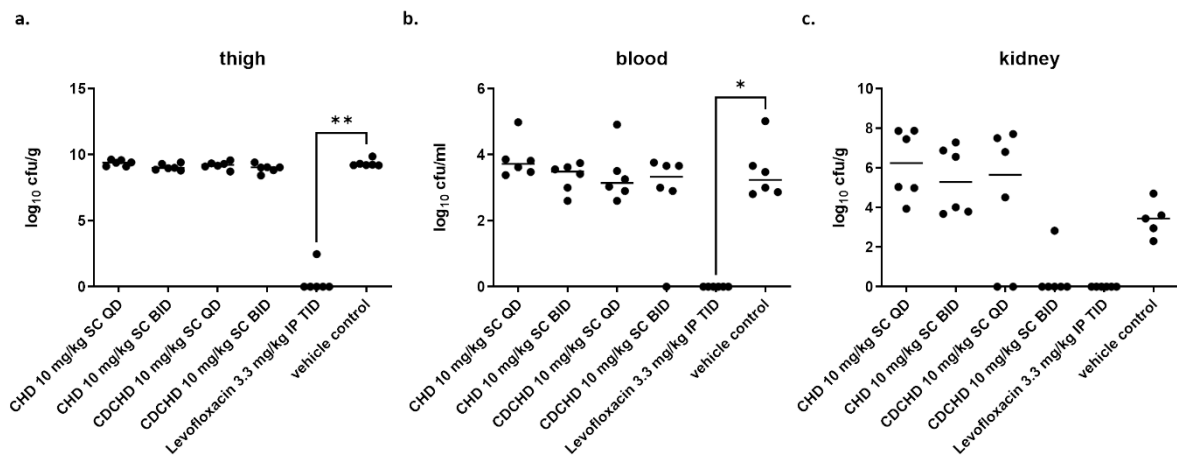 a.
thigh
log10 cfu/g
15
10
5
0
**
CHD 10 mg/kg SC QD
CHD 10 mg/kg SC BID
CDCHD 10 mg/kg SC QD
CDCHD 10 mg/kg SC BID
Levofloxacin 3.3 mg/kg IP TID
vehicle control
b.
blood
log10 cfu/ml
6
4
2
0
*
CHD 10 mg/kg SC QD
CHD 10 mg/kg SC BID
CDCHD 10 mg/kg SC QD
CDCHD 10 mg/kg SC BID
Levofloxacin 3.3 mg/kg IP TID
vehicle control
c.
kidney
log10 cfu/g
10
8
6
4
2
0
CHD 10 mg/kg SC QD
CHD 10 mg/kg SC BID
CDCHD 10 mg/kg SC QD
CDCHD 10 mg/kg SC BID
Levofloxacin 3.3 mg/kg IP TID
vehicle control